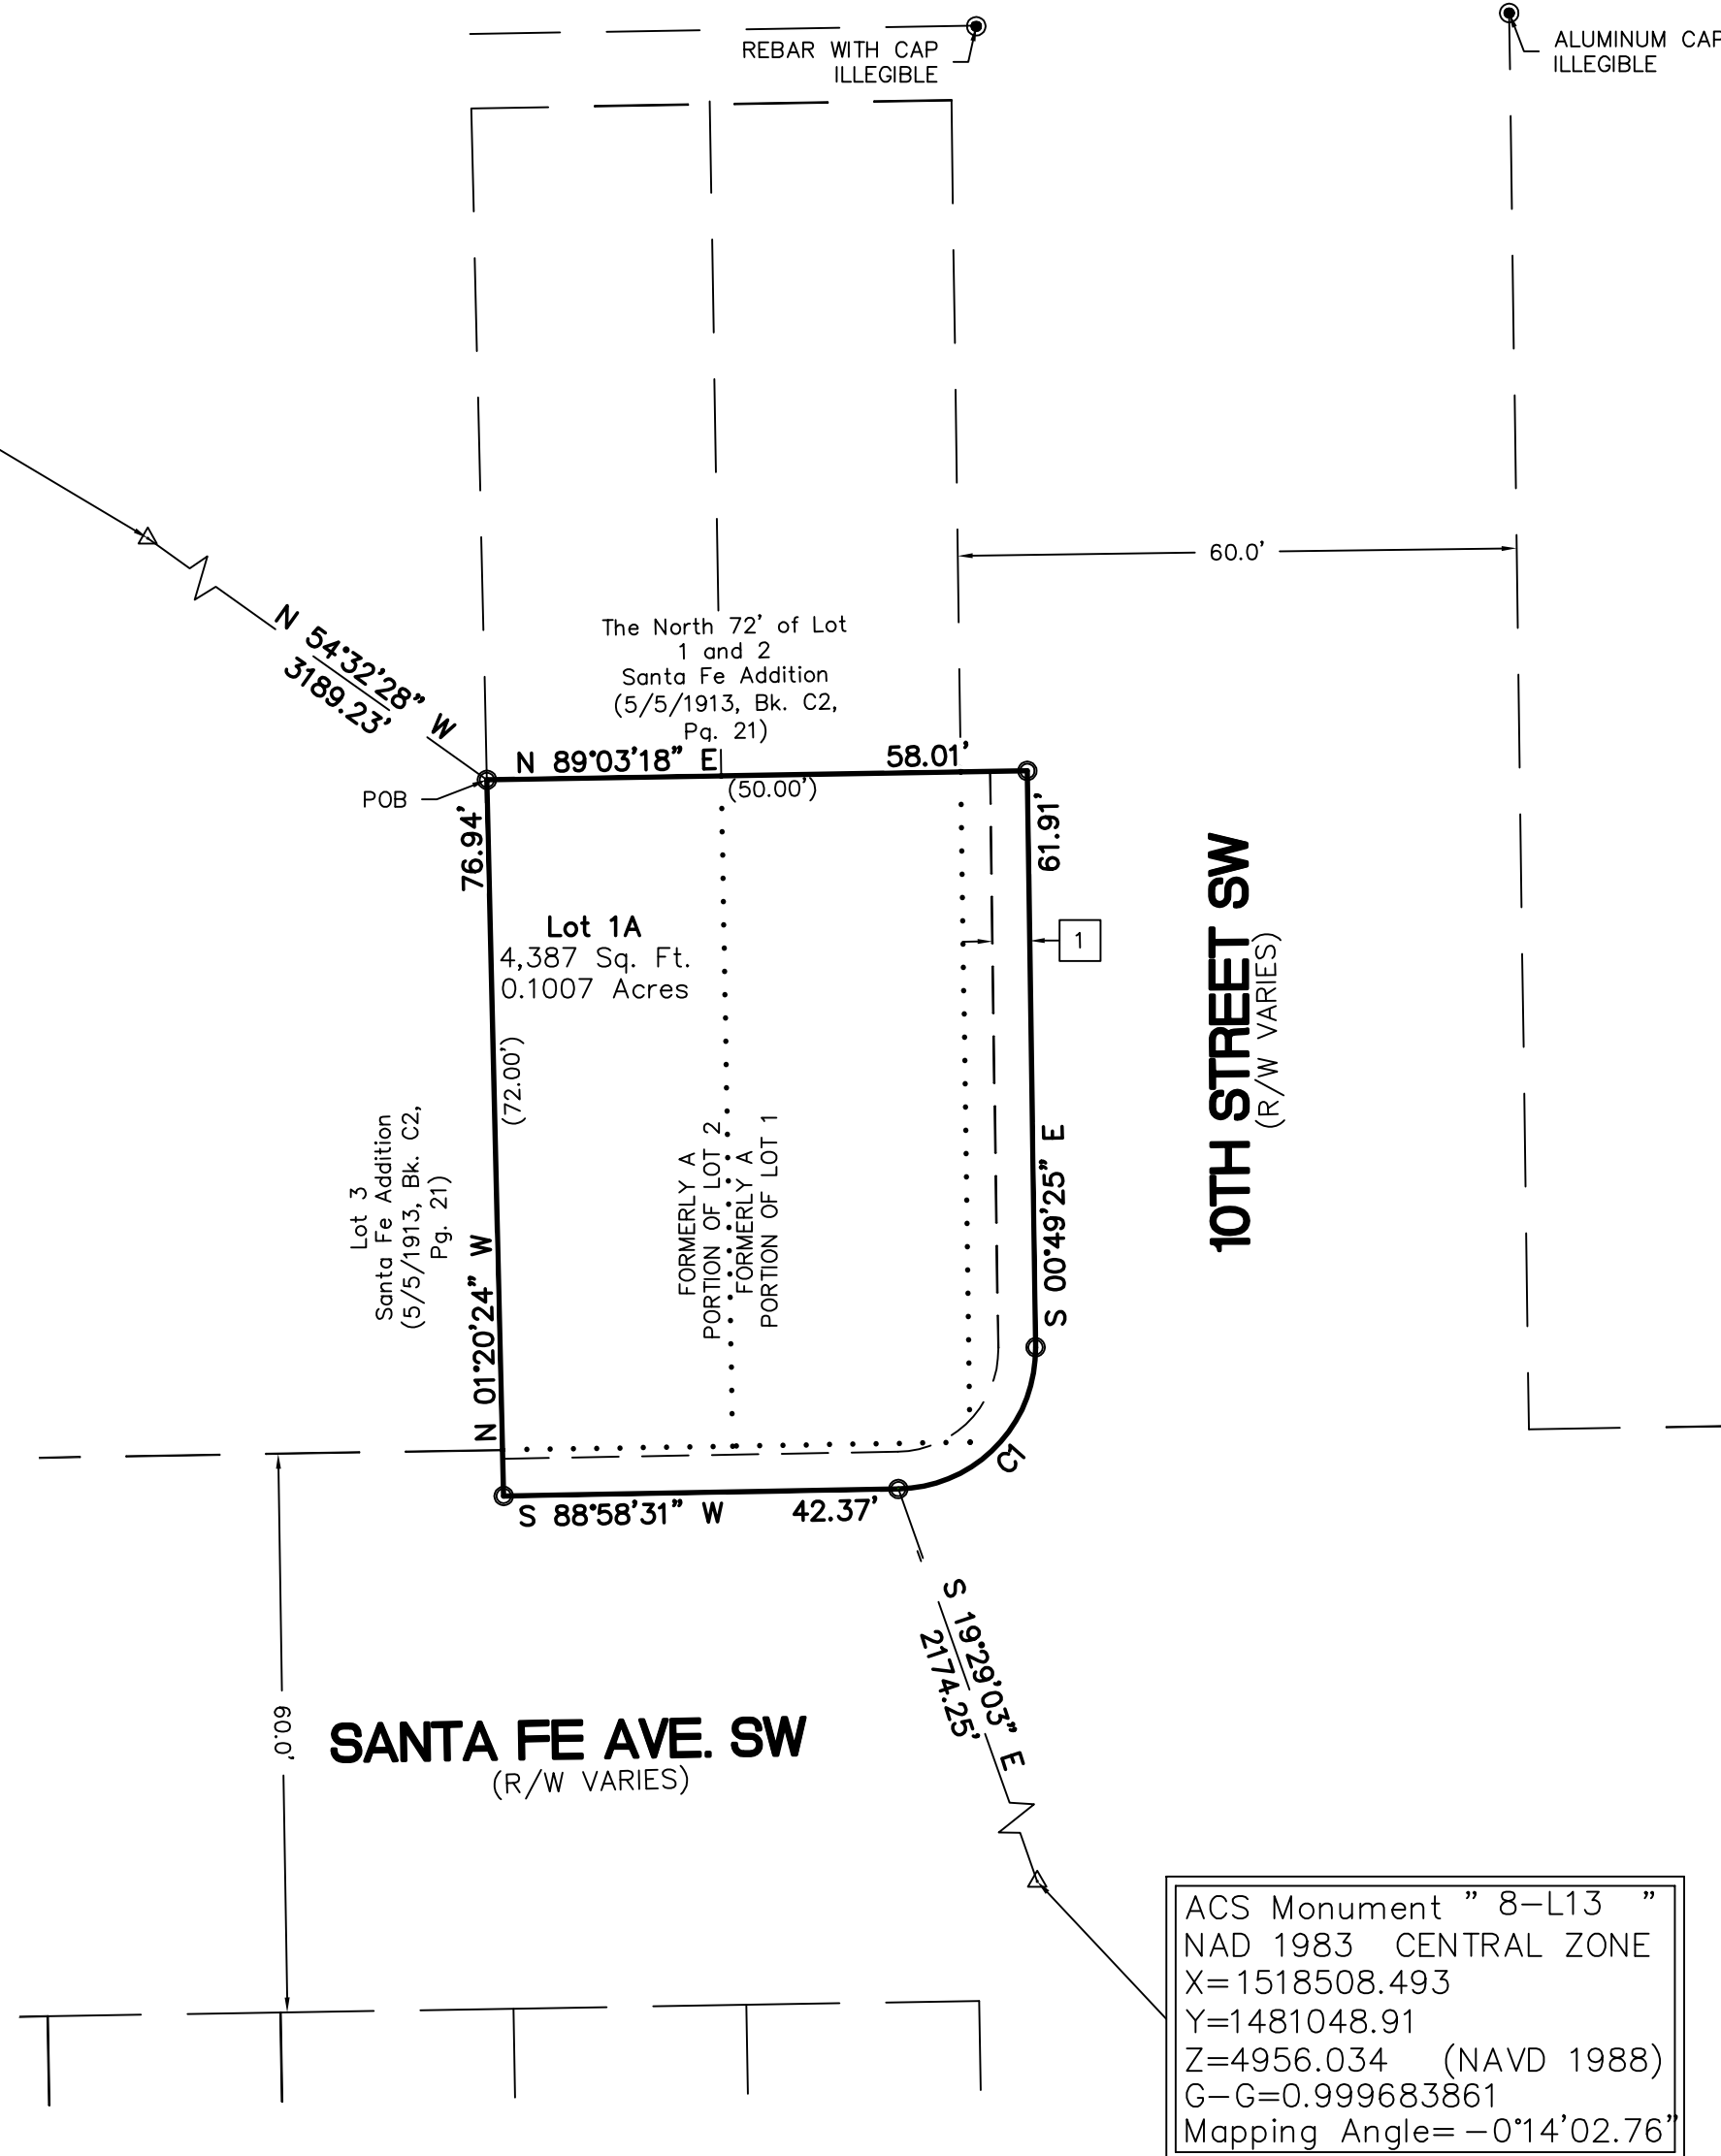 REBAR WITH CAP
ILLEGIBLE
ALUMINUM CAP
ILLEGIBLE
60.0'
N 54°32'28" W
3189.23'
The North 72' of Lot
1 and 2
Santa Fe Addition
(5/5/1913, Bk. C2,
Pg. 21)
N 89°03'18" E
58.01'
(50.00')
POB
76.94'
61.91'
Lot 1A
4,387 Sq. Ft.
0.1007 Acres
1
10TH STREET SW
(R/W VARIES)
(72.00')
Lot 3
Santa Fe Addition
(5/5/1913, Bk. C2,
Pg. 21)
N 01°20'24" W
FORMERLY A
PORTION OF LOT 2
FORMERLY A
PORTION OF LOT 1
S 00°49'25" E
C1
S 88°58'31" W
42.37'
S 19°29'03" E
2174.25'
60.0'
SANTA FE AVE. SW
(R/W VARIES)
ACS Monument " 8-L13 "
NAD 1983 CENTRAL ZONE
X=1518508.493
Y=1481048.91
Z=4956.034 (NAVD 1988)
G-G=0.999683861
Mapping Angle= -0°14'02.76"